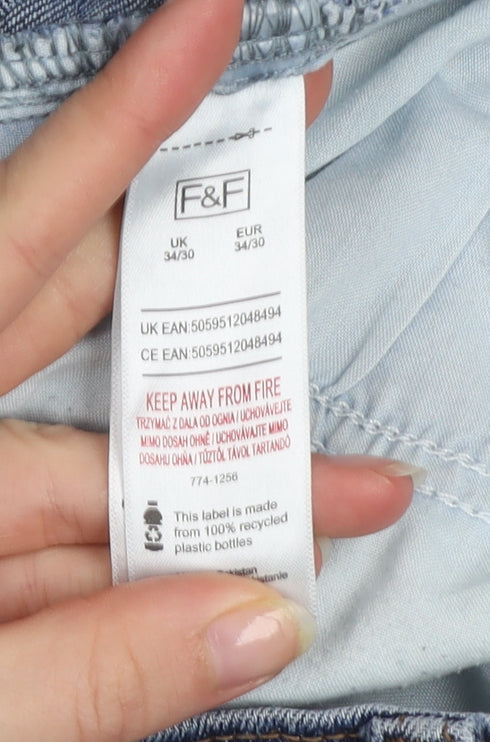 F&F
UK EUR
34/30 34/30
UK EAN:5059512048494
CE EAN:5059512048494
KEEP AWAY FROM FIRE
TRZYMAĆ Z DALA OD OGNIA / UCHOVÁVEJTE
MIMO DOSAH OHNĚ / UCHOVÁVAJTE MIMO
DOSAHU OHŇA / TŰZTŐL TÁVOL TARTANDÓ
774-1256
This label is made
from 100% recycled
plastic bottles